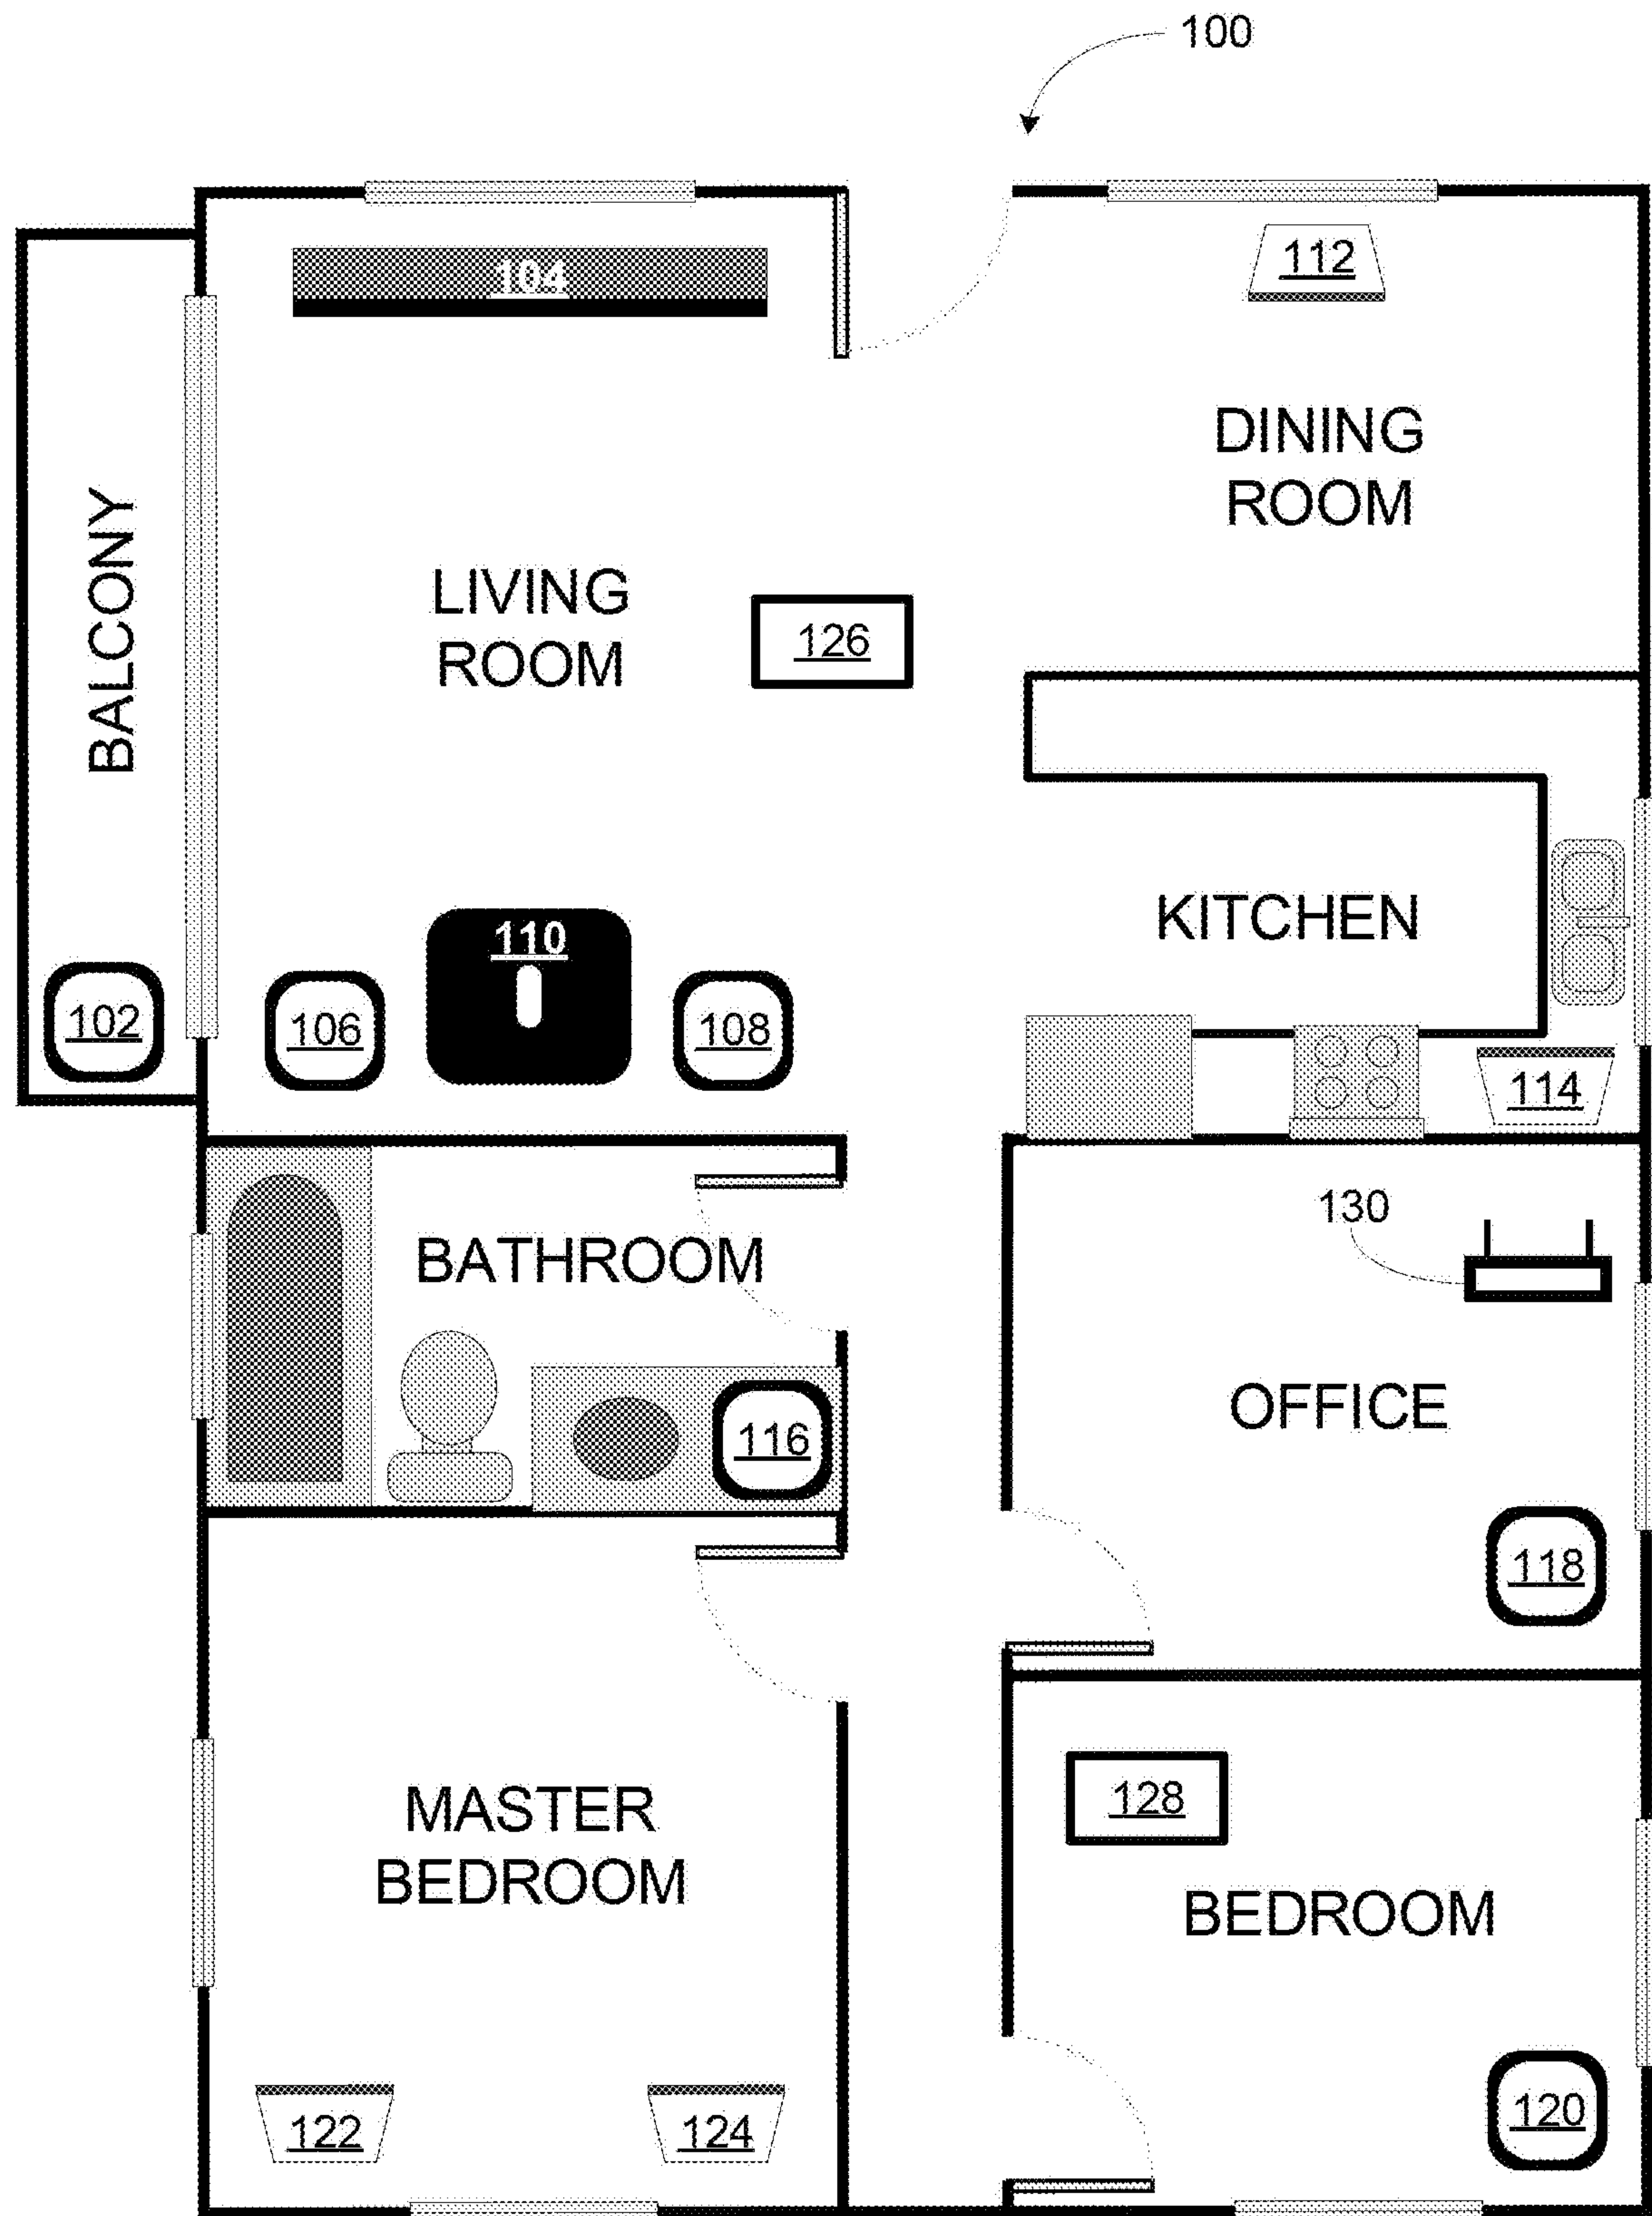 100
104
112
DINING
ROOM
BALCONY
LIVING
ROOM
126
KITCHEN
110
102
106
108
114
130
BATHROOM
OFFICE
116
118
128
MASTER
BEDROOM
BEDROOM
122
124
120